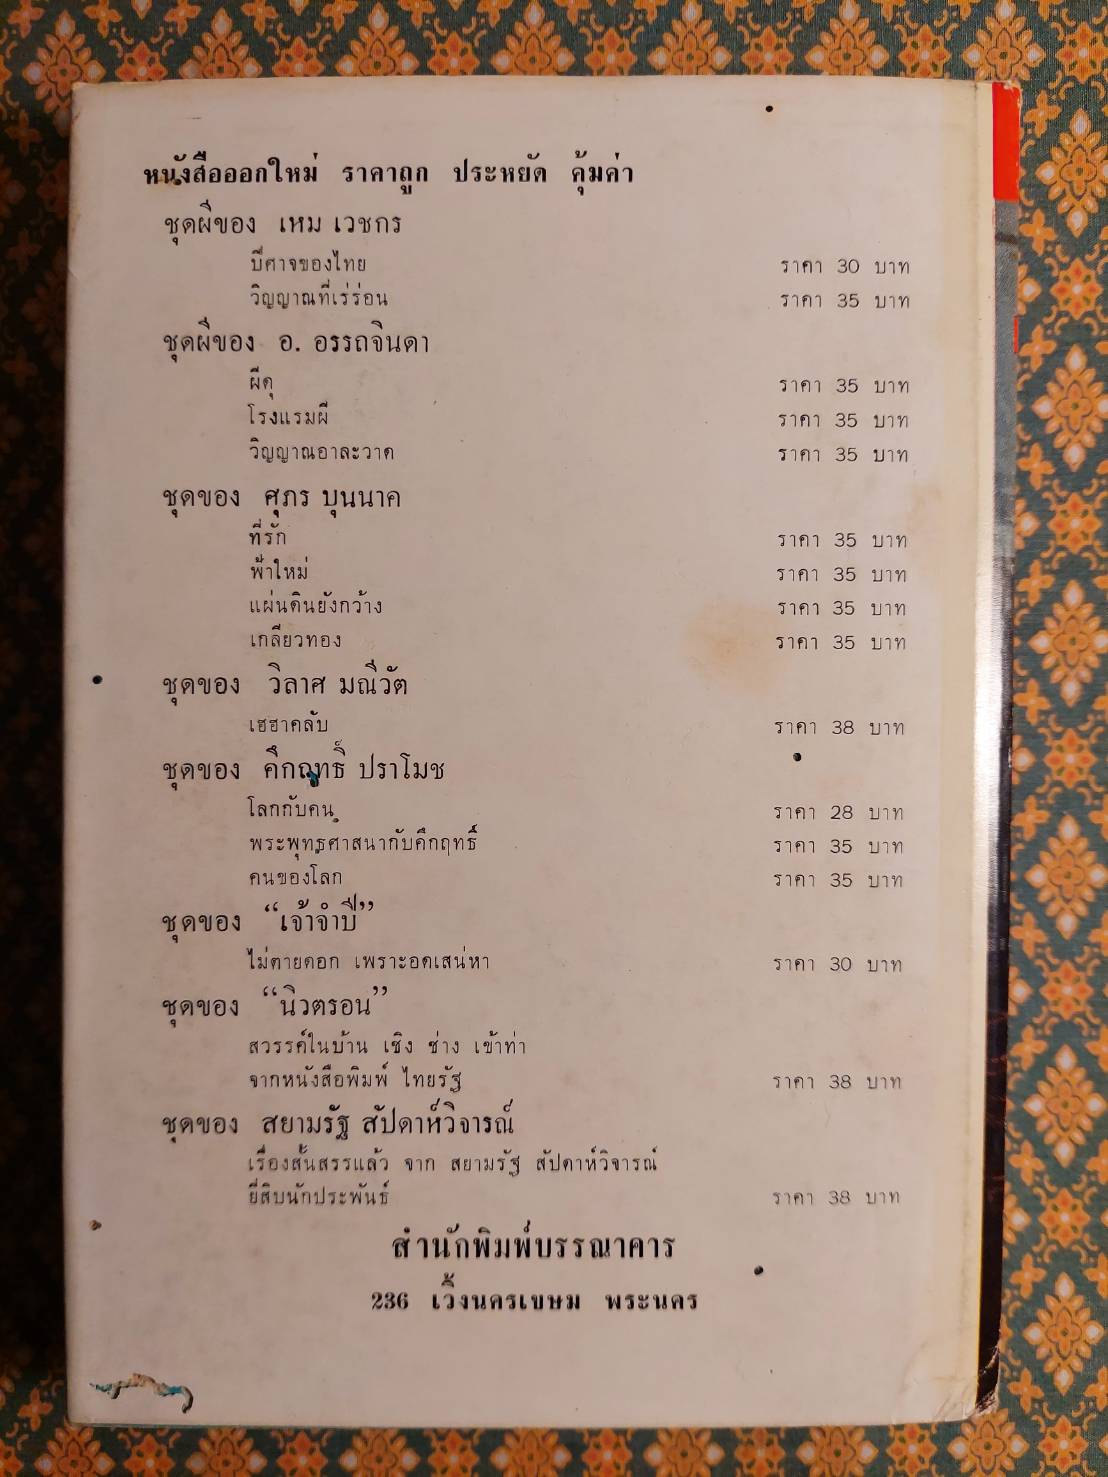 หนังสือออกใหม่ ราคาถูก ประหยัด คุ้มค่า
ชุดผีของ เหม เวชกร
ปีศาจของไทย ราคา 30 บาท
วิญญาณที่เร่ร่อน ราคา 35 บาท
ชุดผีของ อ. อรรถจินดา
ผีดุ ราคา 35 บาท
โรงแรมผี ราคา 35 บาท
วิญญาณอาละวาด ราคา 35 บาท
ชุดของ ศุภร บุนนาค
ที่รัก ราคา 35 บาท
ฟ้าใหม่ ราคา 35 บาท
แผ่นดินยังกว้าง ราคา 35 บาท
เกลียวทอง ราคา 35 บาท
ชุดของ วิลาศ มณีวัต
เฮฮาคลับ ราคา 38 บาท
ชุดของ คึกฤทธิ์ ปราโมช
โลกกับคน ราคา 28 บาท
พระพุทธศาสนากับคึกฤทธิ์ ราคา 35 บาท
คนของโลก ราคา 35 บาท
ชุดของ “เจ้าจำปี”
ไม่ตายดอก เพราะอดเสน่หา ราคา 30 บาท
ชุดของ “นิวตรอน”
สวรรค์ในบ้าน เชิง ช่าง เข้าท่า
จากหนังสือพิมพ์ ไทยรัฐ ราคา 38 บาท
ชุดของ สยามรัฐ สัปดาห์วิจารณ์
เรื่องสั้นสรรแล้ว จาก สยามรัฐ สัปดาห์วิจารณ์
ยี่สิบนักประพันธ์ ราคา 38 บาท
สำนักพิมพ์บรรณาคาร
236 เวิ้งนครเขษม พระนคร